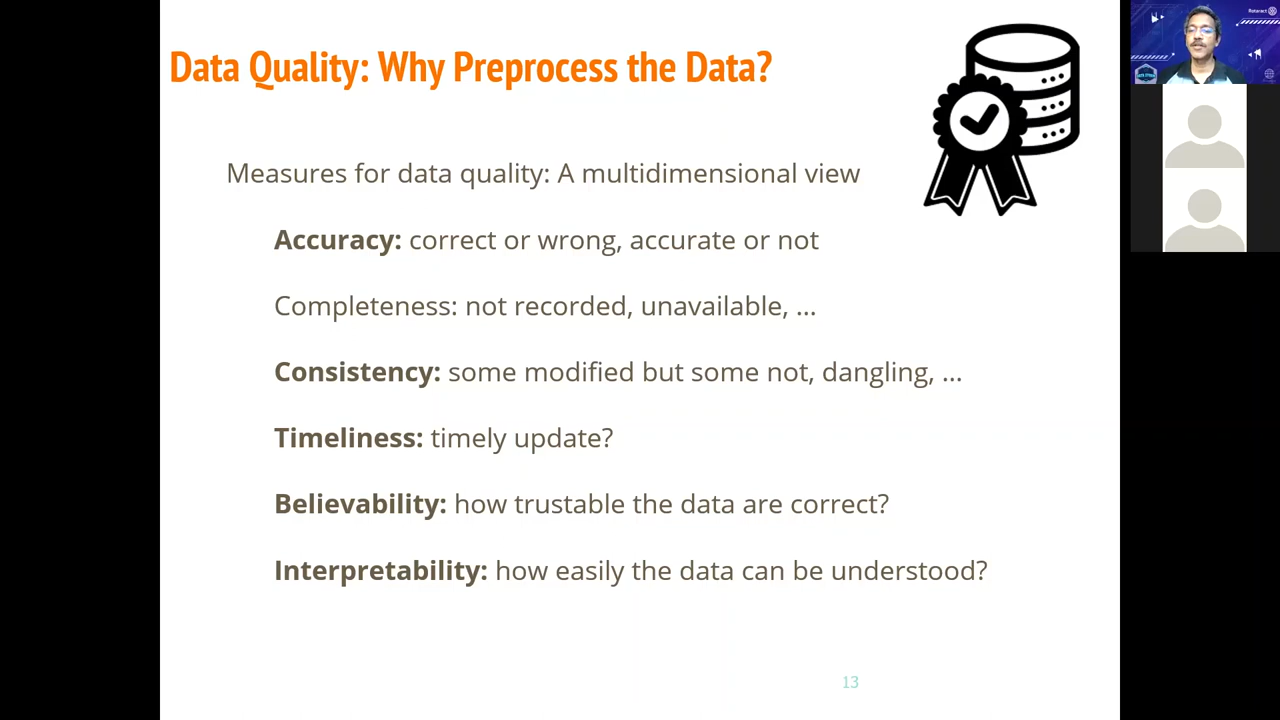 Data Quality: Why Preprocess the Data?
Measures for data quality: A multidimensional view
Accuracy: correct or wrong, accurate or not
Completeness: not recorded, unavailable, ...
Consistency: some modified but some not, dangling, ...
Timeliness: timely update?
Believability: how trustable the data are correct?
Interpretability: how easily the data can be understood?
13
Rotaract